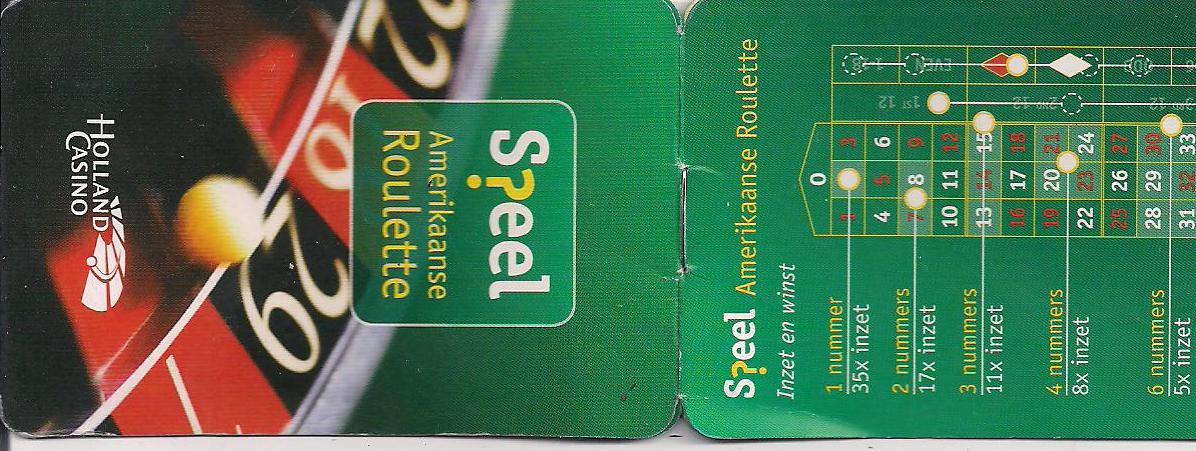 HOLLAND
CASINO
Speel
Amerikaanse
Roulette
29
Speel Amerikaanse Roulette
Inzet en winst
1 nummer
35x inzet
2 nummers
17x inzet
3 nummers
11x inzet
4 nummers
8x inzet
6 nummers
5x inzet
EVEN
1ST 12
2ND 12
3RD 12
0
3 6 9 12 15 18 21 24 27 30 33
5 8 11 14 17 20 23 26 29 32
1 4 7 10 13 16 19 22 25 28 31